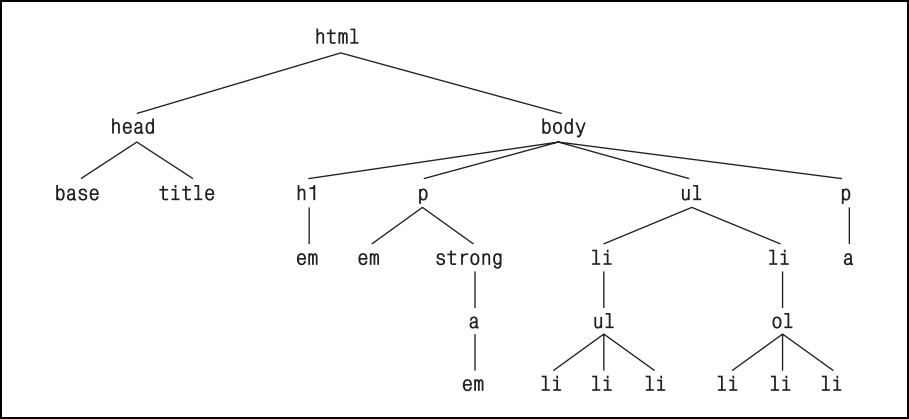 html
head body
base title h1 p ul p
em em strong li li a
a ul ol
em li li li li li li